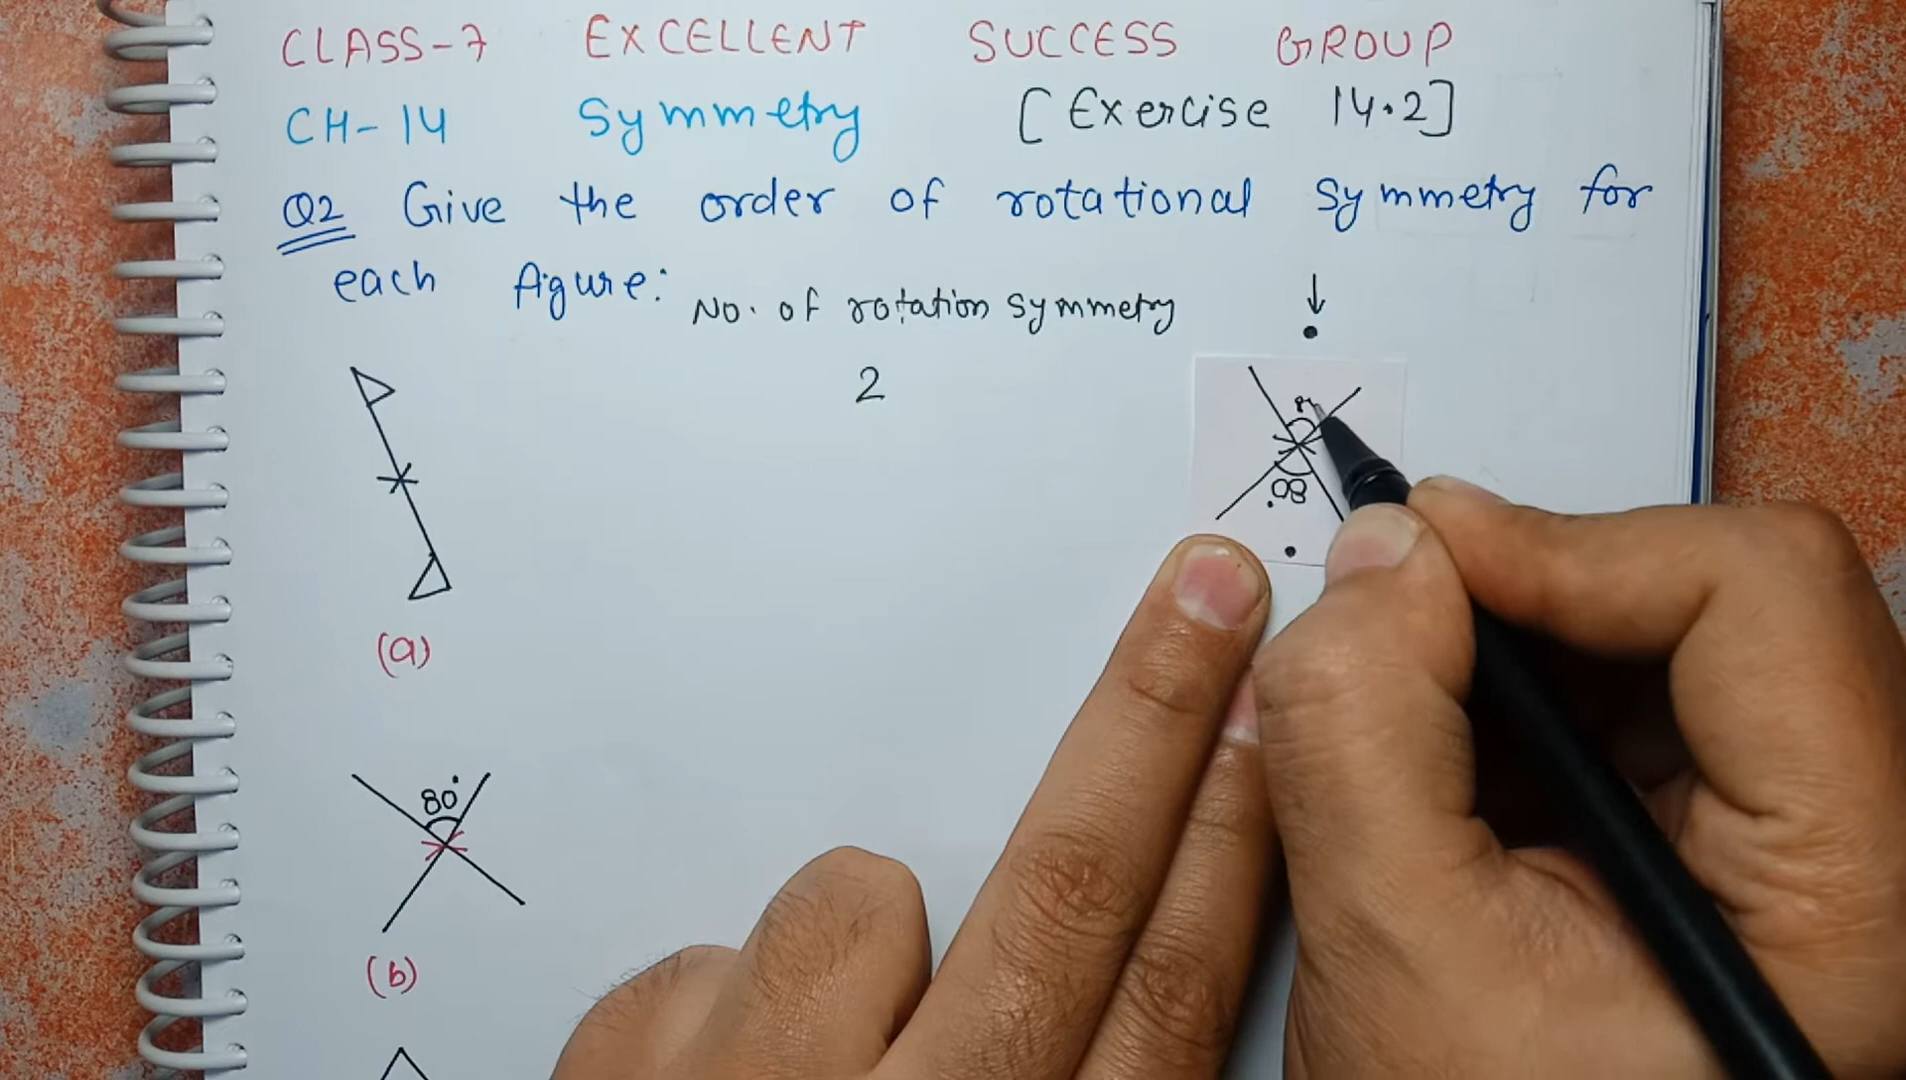 CLASS-7 EXCELLENT SUCCESS GROUP
CH-14 Symmetry [Exercise 14.2]
Q2 Give the order of rotational symmetry for
each figure:
No. of rotation symmetry
2
80
(a)
80°
(b)